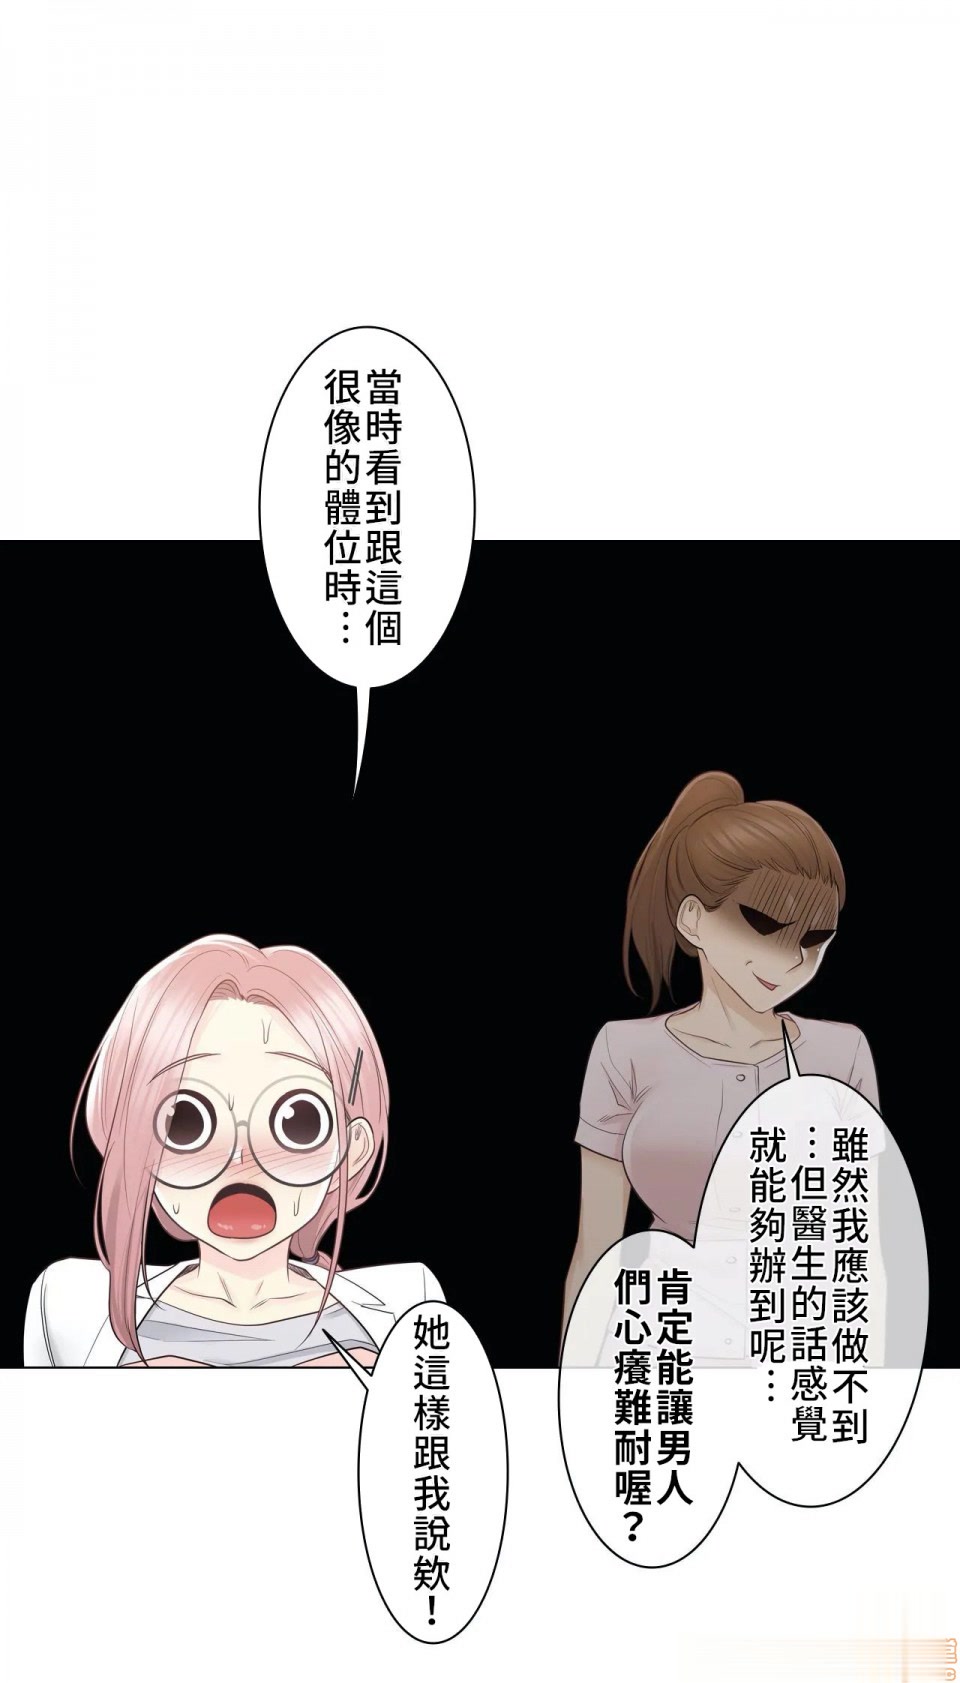 當時看到跟這個
很像的體位時…
雖然我應該做不到
…但醫生的話感覺
就能夠辦到呢…
肯定能讓男人
們心癢難耐喔？
她這樣跟我說欸！